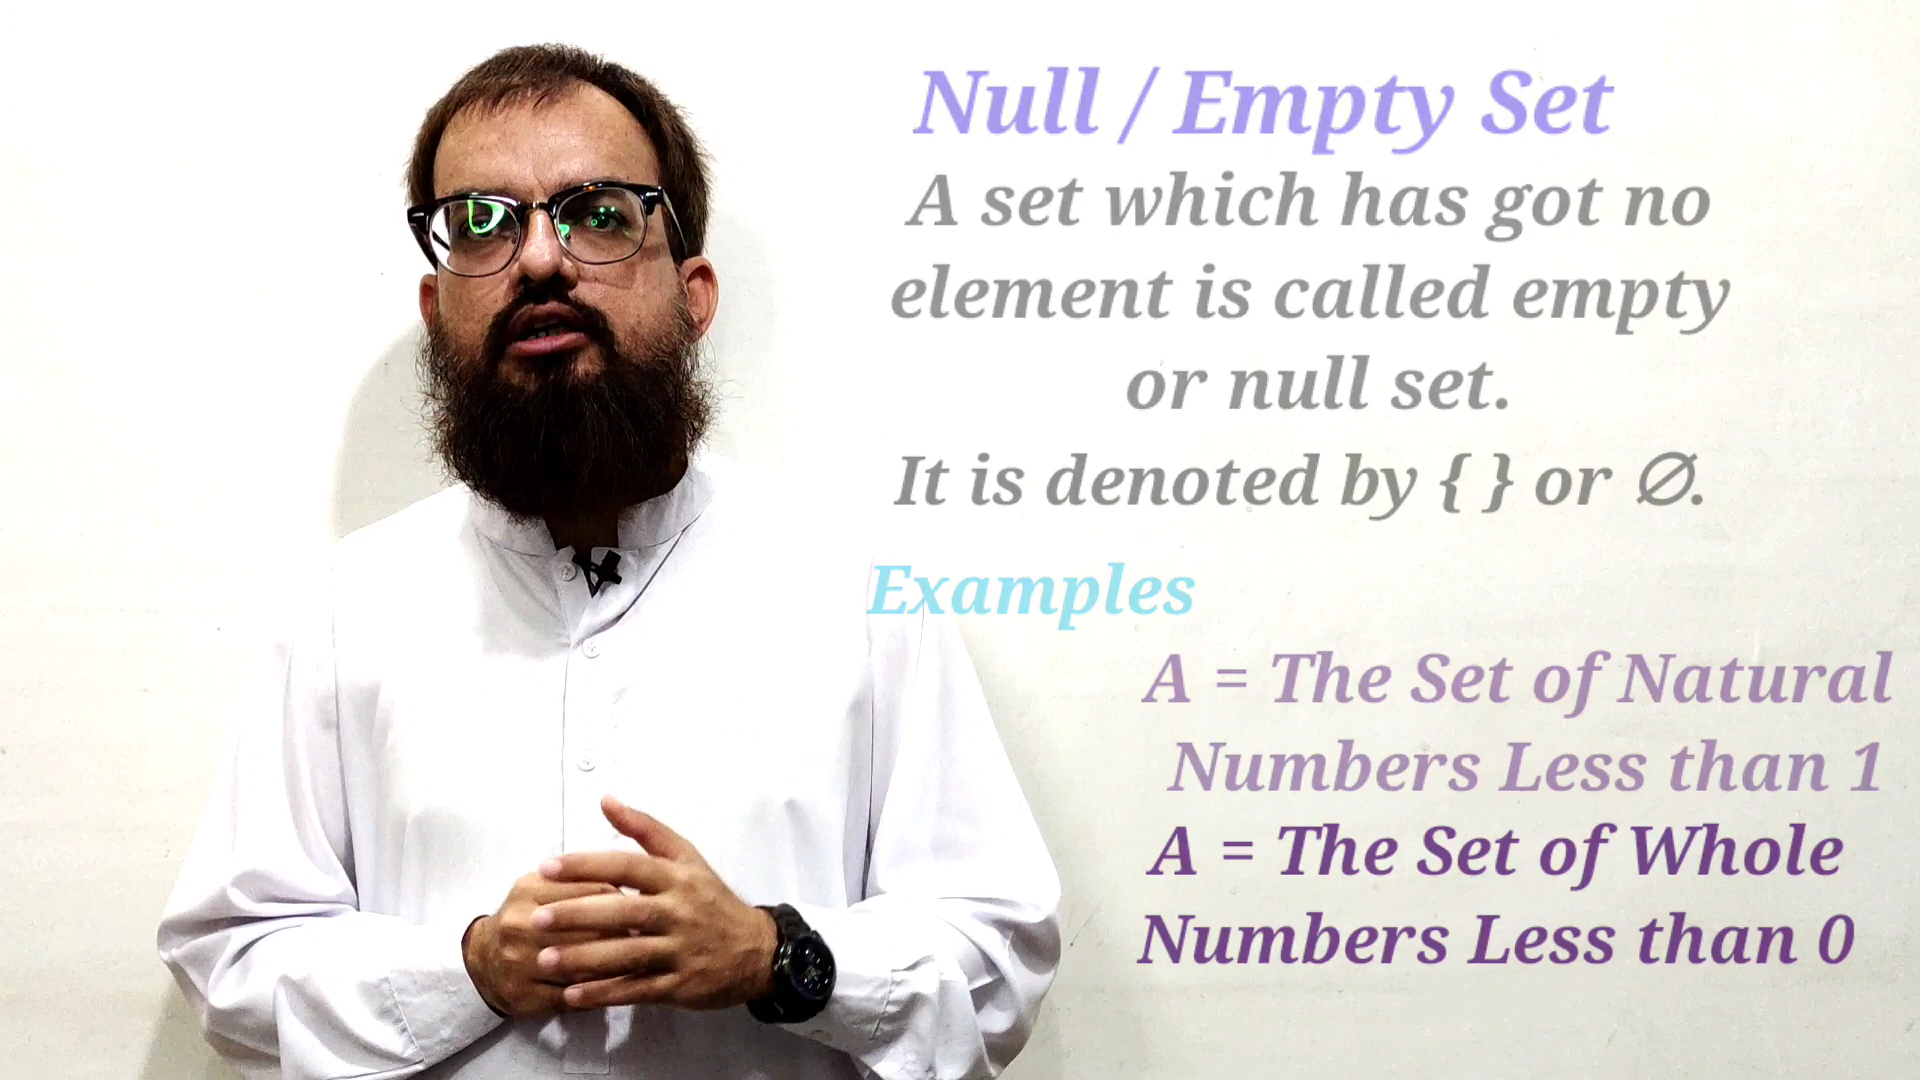 Null / Empty Set
A set which has got no
element is called empty
or null set.
It is denoted by { } or ∅.
Examples
A = The Set of Natural
Numbers Less than 1
A = The Set of Whole
Numbers Less than 0